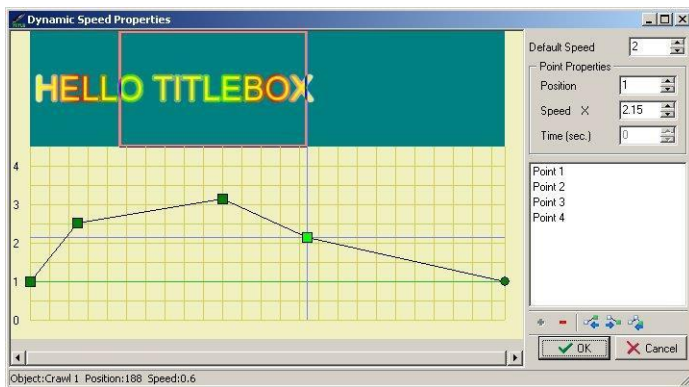 Dynamic Speed Properties
HELLO TITLEBOX
Default Speed 2
Point Properties
Position 1
Speed X 2.15
Time (sec.) 0
Point 1
Point 2
Point 3
Point 4
4
3
2
1
0
OK Cancel
Object:Crawl 1 Position:188 Speed:0.6